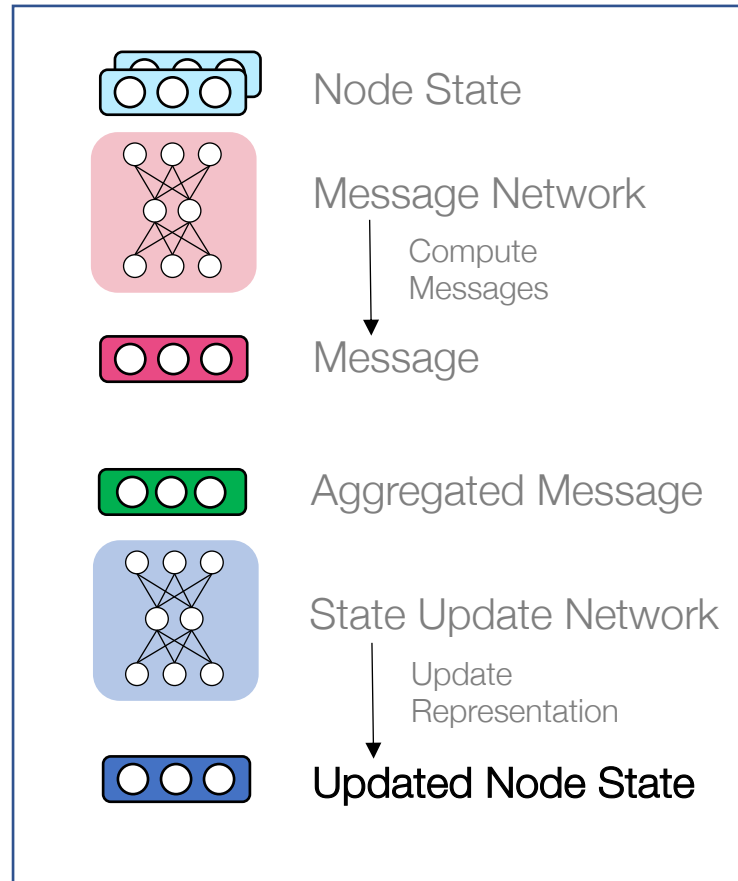 Node State
Message Network
Compute
Messages
Message
Aggregated Message
State Update Network
Update
Representation
Updated Node State